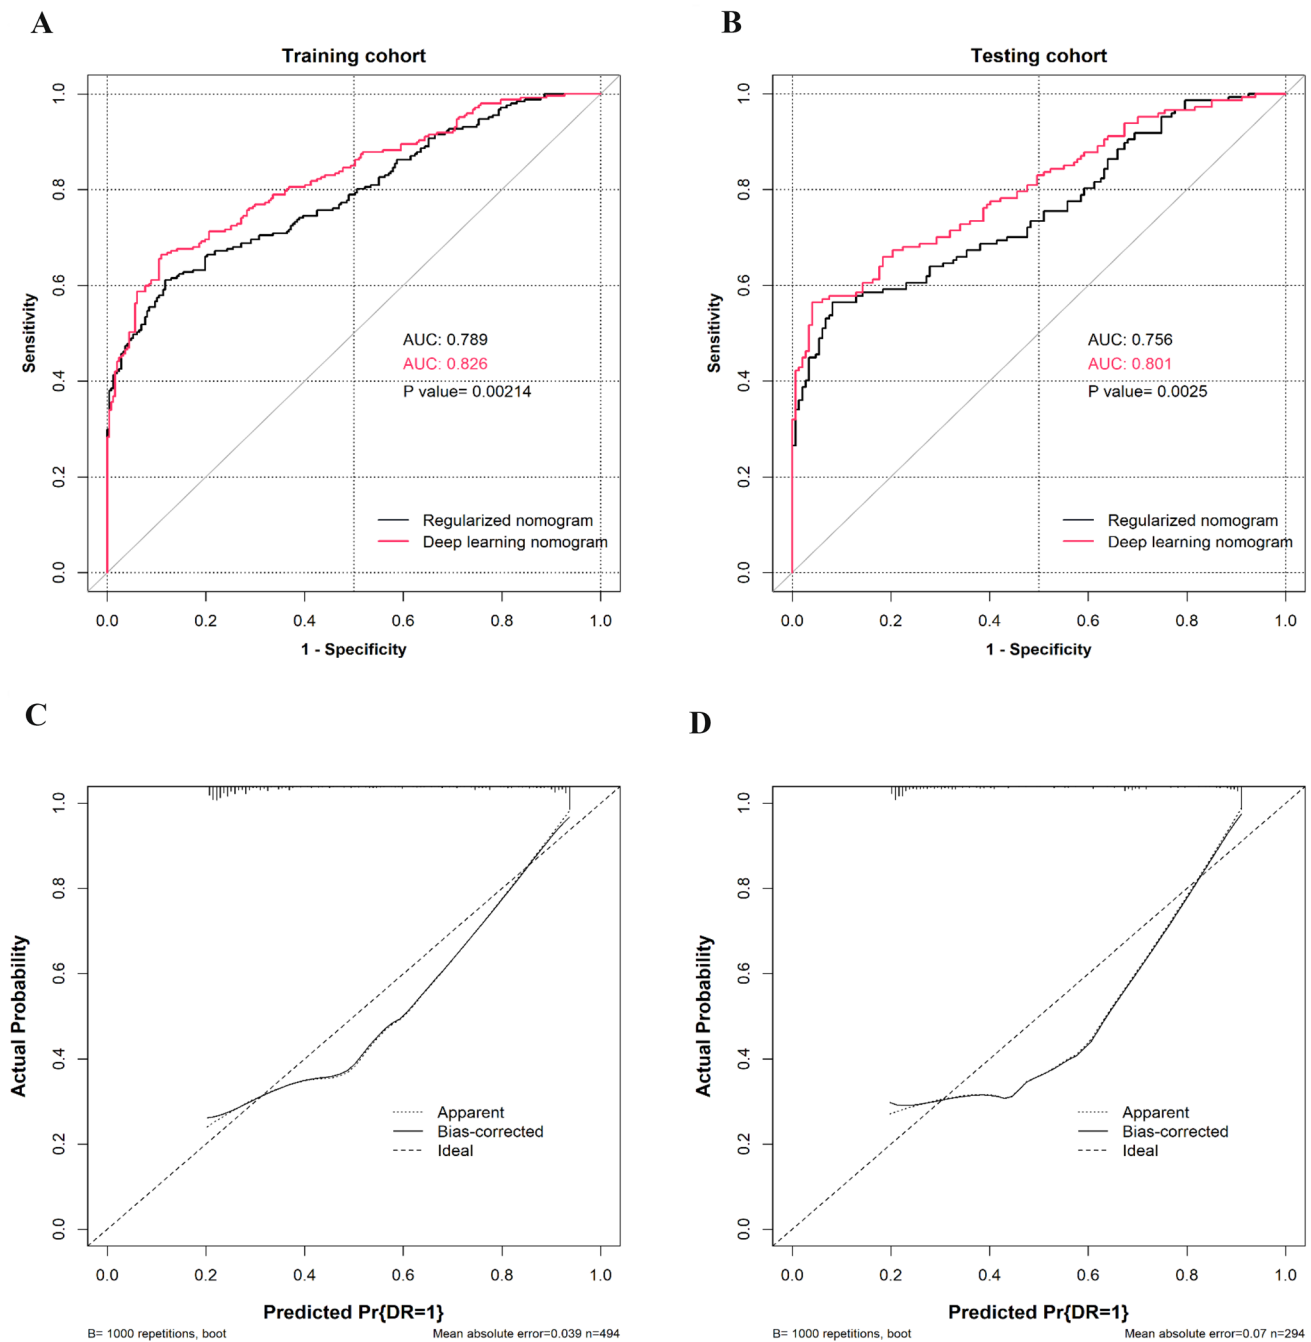 A
Training cohort
Sensitivity
1.0
0.8
0.6
0.4
0.2
0.0
AUC: 0.789
AUC: 0.826
P value= 0.00214
Regularized nomogram
Deep learning nomogram
0.0 0.2 0.4 0.6 0.8 1.0
1 - Specificity
B
Testing cohort
Sensitivity
1.0
0.8
0.6
0.4
0.2
0.0
AUC: 0.756
AUC: 0.801
P value= 0.0025
Regularized nomogram
Deep learning nomogram
0.0 0.2 0.4 0.6 0.8 1.0
1 - Specificity
C
Actual Probability
1.0
0.8
0.6
0.4
0.2
0.0
Apparent
Bias-corrected
Ideal
0.0 0.2 0.4 0.6 0.8 1.0
Predicted Pr{DR=1}
B= 1000 repetitions, boot
Mean absolute error=0.039 n=494
D
Actual Probability
1.0
0.8
0.6
0.4
0.2
0.0
Apparent
Bias-corrected
Ideal
0.0 0.2 0.4 0.6 0.8 1.0
Predicted Pr{DR=1}
B= 1000 repetitions, boot
Mean absolute error=0.07 n=294